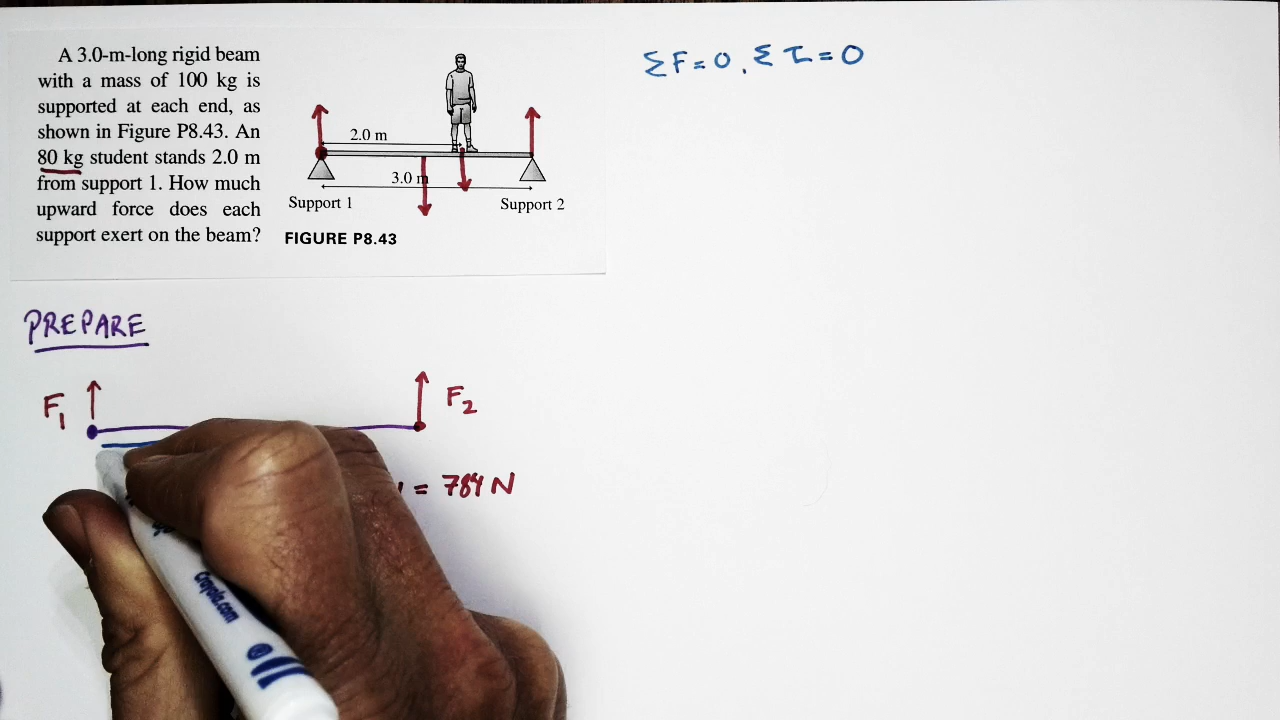 A 3.0-m-long rigid beam
with a mass of 100 kg is
supported at each end, as
shown in Figure P8.43. An
80 kg student stands 2.0 m
from support 1. How much
upward force does each
support exert on the beam?
2.0 m
3.0 m
Support 1
Support 2
FIGURE P8.43
ΣF=0, Στ=0
PREPARE
F₁
F₂
= 784 N
Crayola.com